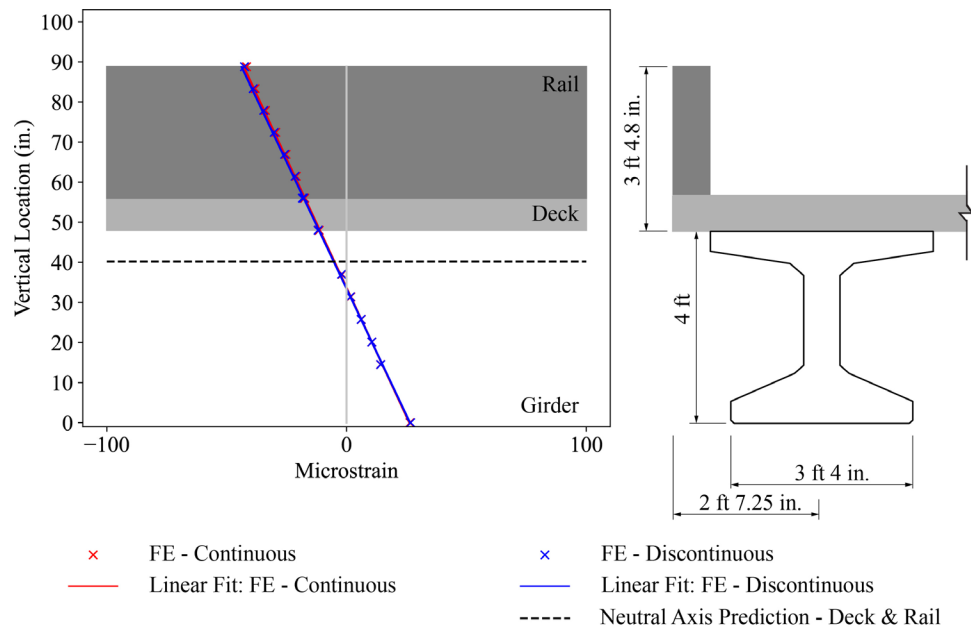 100
90
80
70
60
50
40
30
20
10
0
Vertical Location (in.)
Rail
Deck
Girder
−100
0
100
Microstrain
3 ft 4.8 in.
4 ft
3 ft 4 in.
2 ft 7.25 in.
FE - Continuous
Linear Fit: FE - Continuous
FE - Discontinuous
Linear Fit: FE - Discontinuous
Neutral Axis Prediction - Deck & Rail